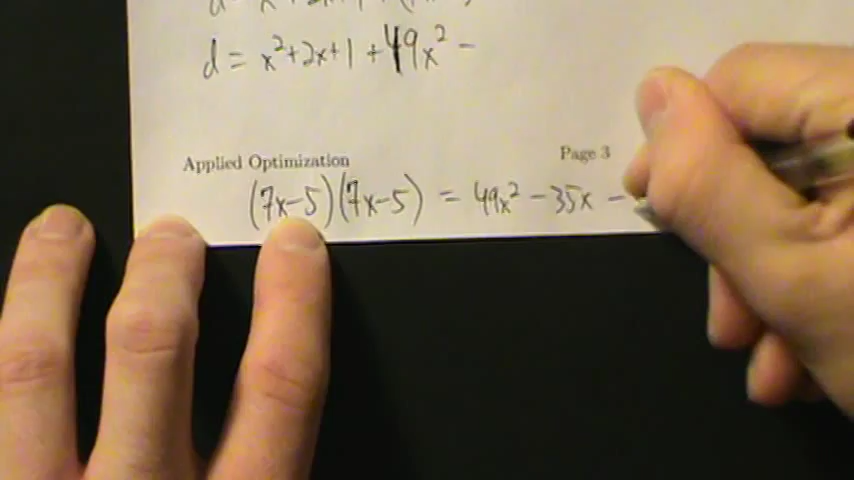 d = x² + 2x + 1 + 49x² −
Applied Optimization Page 3
(7x−5)(7x−5) = 49x² − 35x −